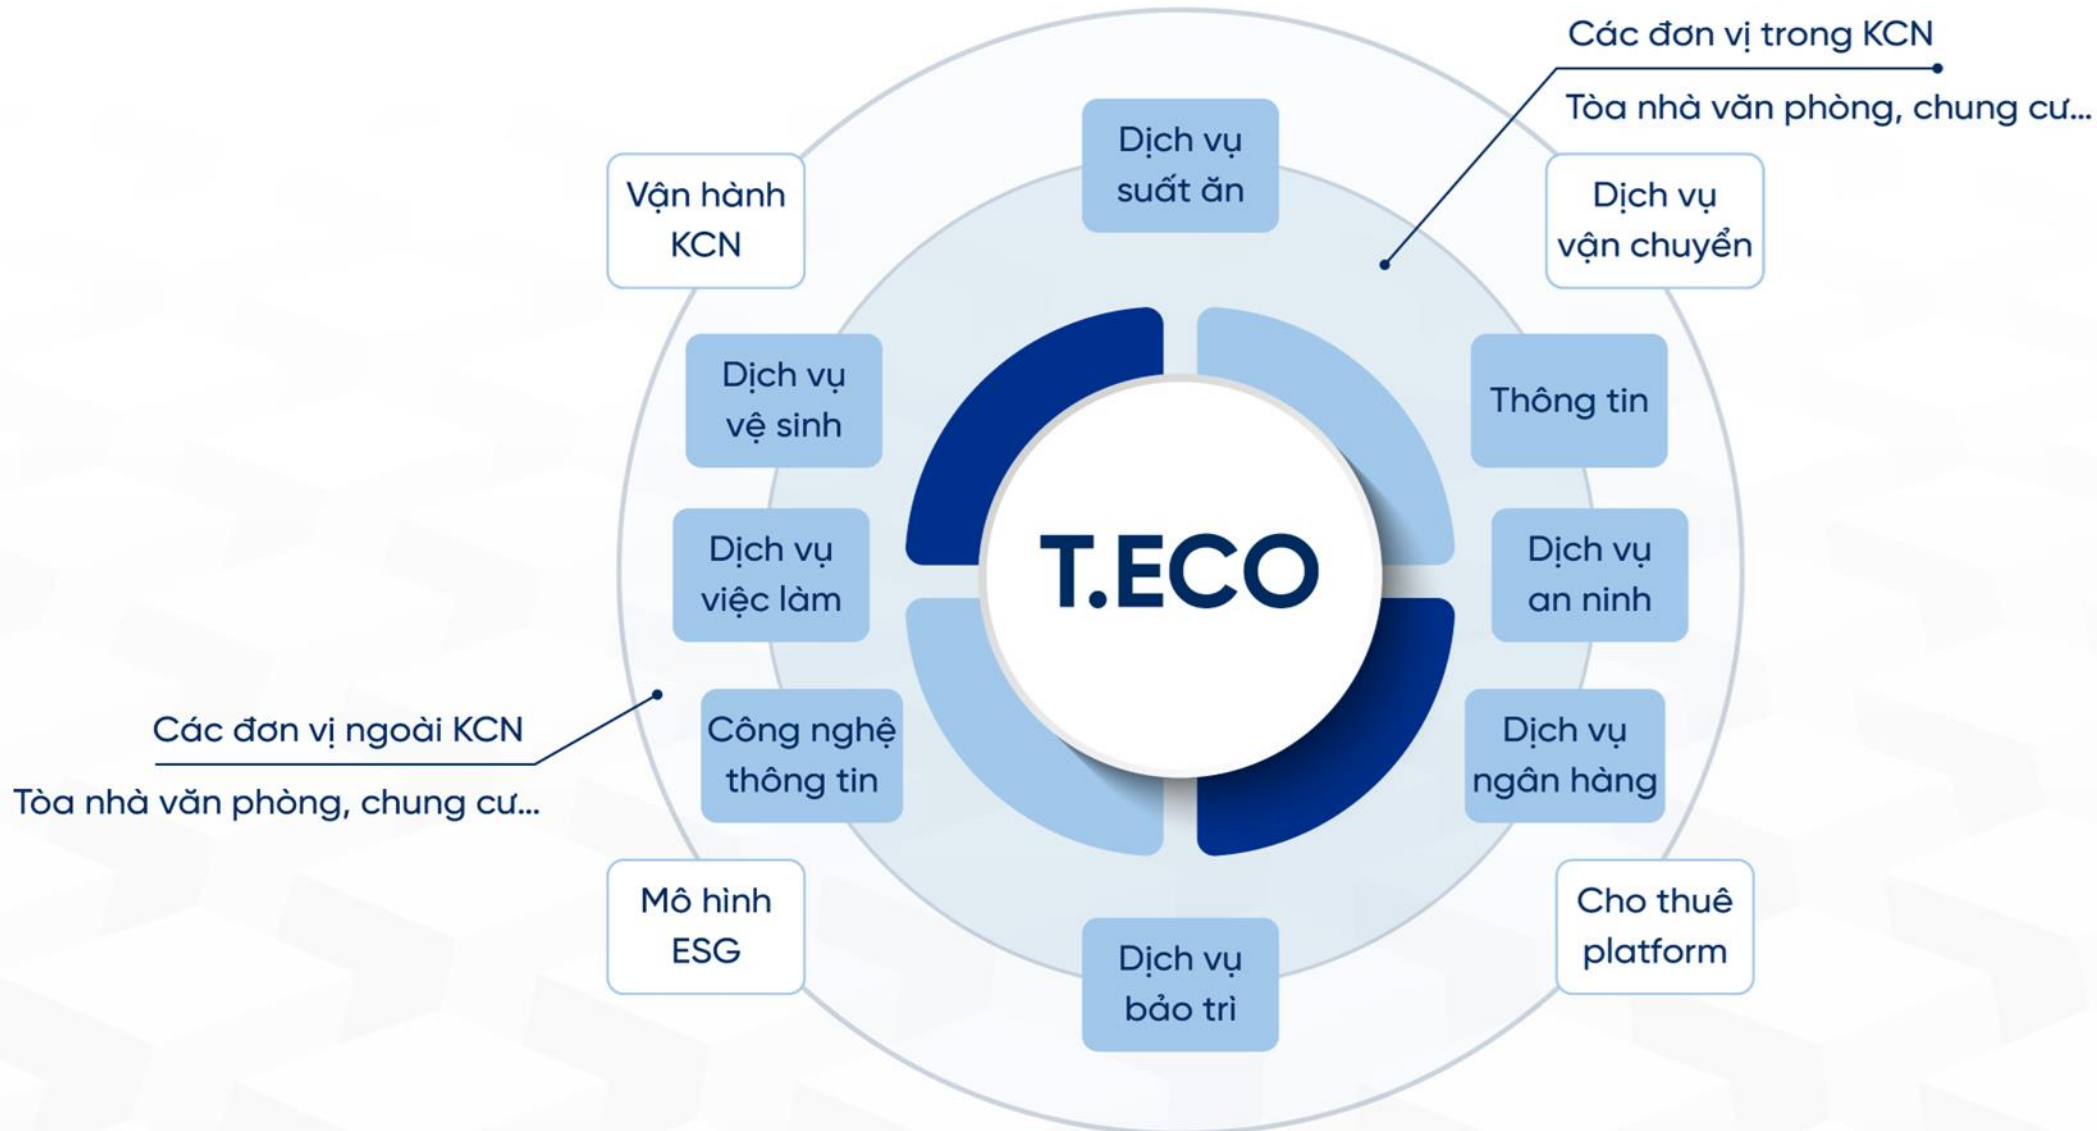 Các đơn vị trong KCN
Tòa nhà văn phòng, chung cư...
Dịch vụ
suất ăn
Vận hành
KCN
Dịch vụ
vận chuyển
Dịch vụ
vệ sinh
Thông tin
Dịch vụ
việc làm
T.ECO
Dịch vụ
an ninh
Các đơn vị ngoài KCN
Tòa nhà văn phòng, chung cư...
Công nghệ
thông tin
Dịch vụ
ngân hàng
Mô hình
ESG
Dịch vụ
bảo trì
Cho thuê
platform